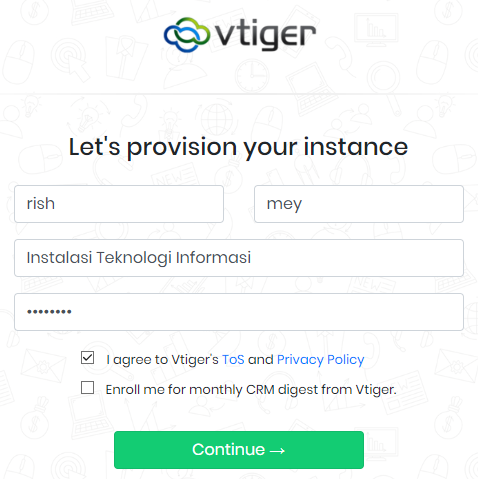 vtiger
Let's provision your instance
rish mey
Instalasi Teknologi Informasi
••••••••
I agree to Vtiger's ToS and Privacy Policy
Enroll me for monthly CRM digest from Vtiger.
Continue →